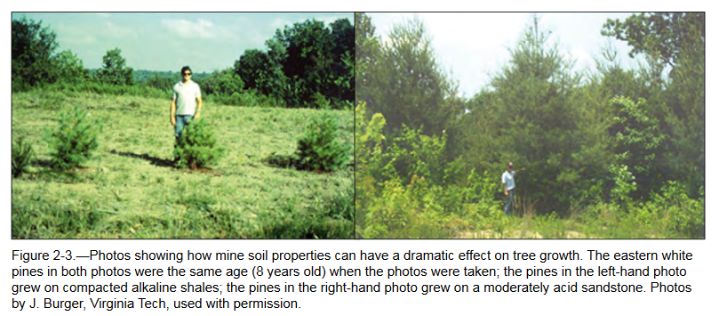 Figure 2-3.—Photos showing how mine soil properties can have a dramatic effect on tree growth. The eastern white
pines in both photos were the same age (8 years old) when the photos were taken; the pines in the left-hand photo
grew on compacted alkaline shales; the pines in the right-hand photo grew on a moderately acid sandstone. Photos
by J. Burger, Virginia Tech, used with permission.